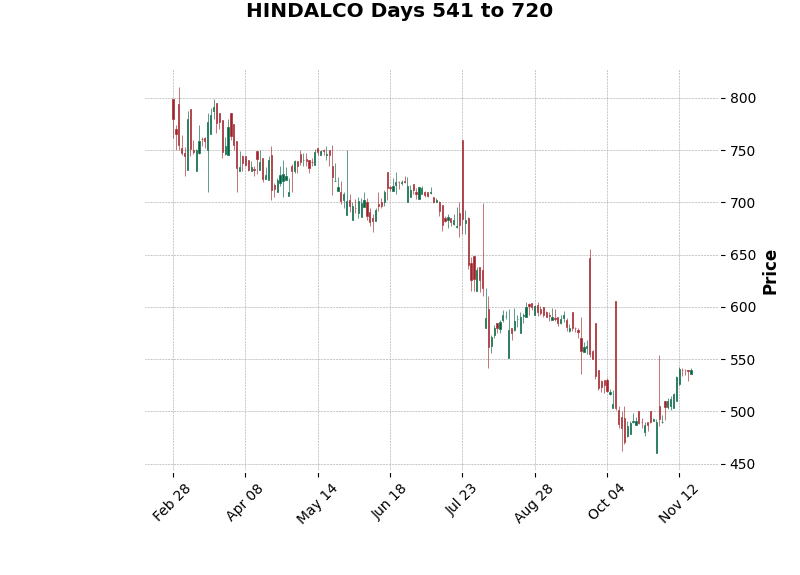 HINDALCO Days 541 to 720
800
750
700
650
600
550
500
450
Price
Feb 28
Apr 08
May 14
Jun 18
Jul 23
Aug 28
Oct 04
Nov 12